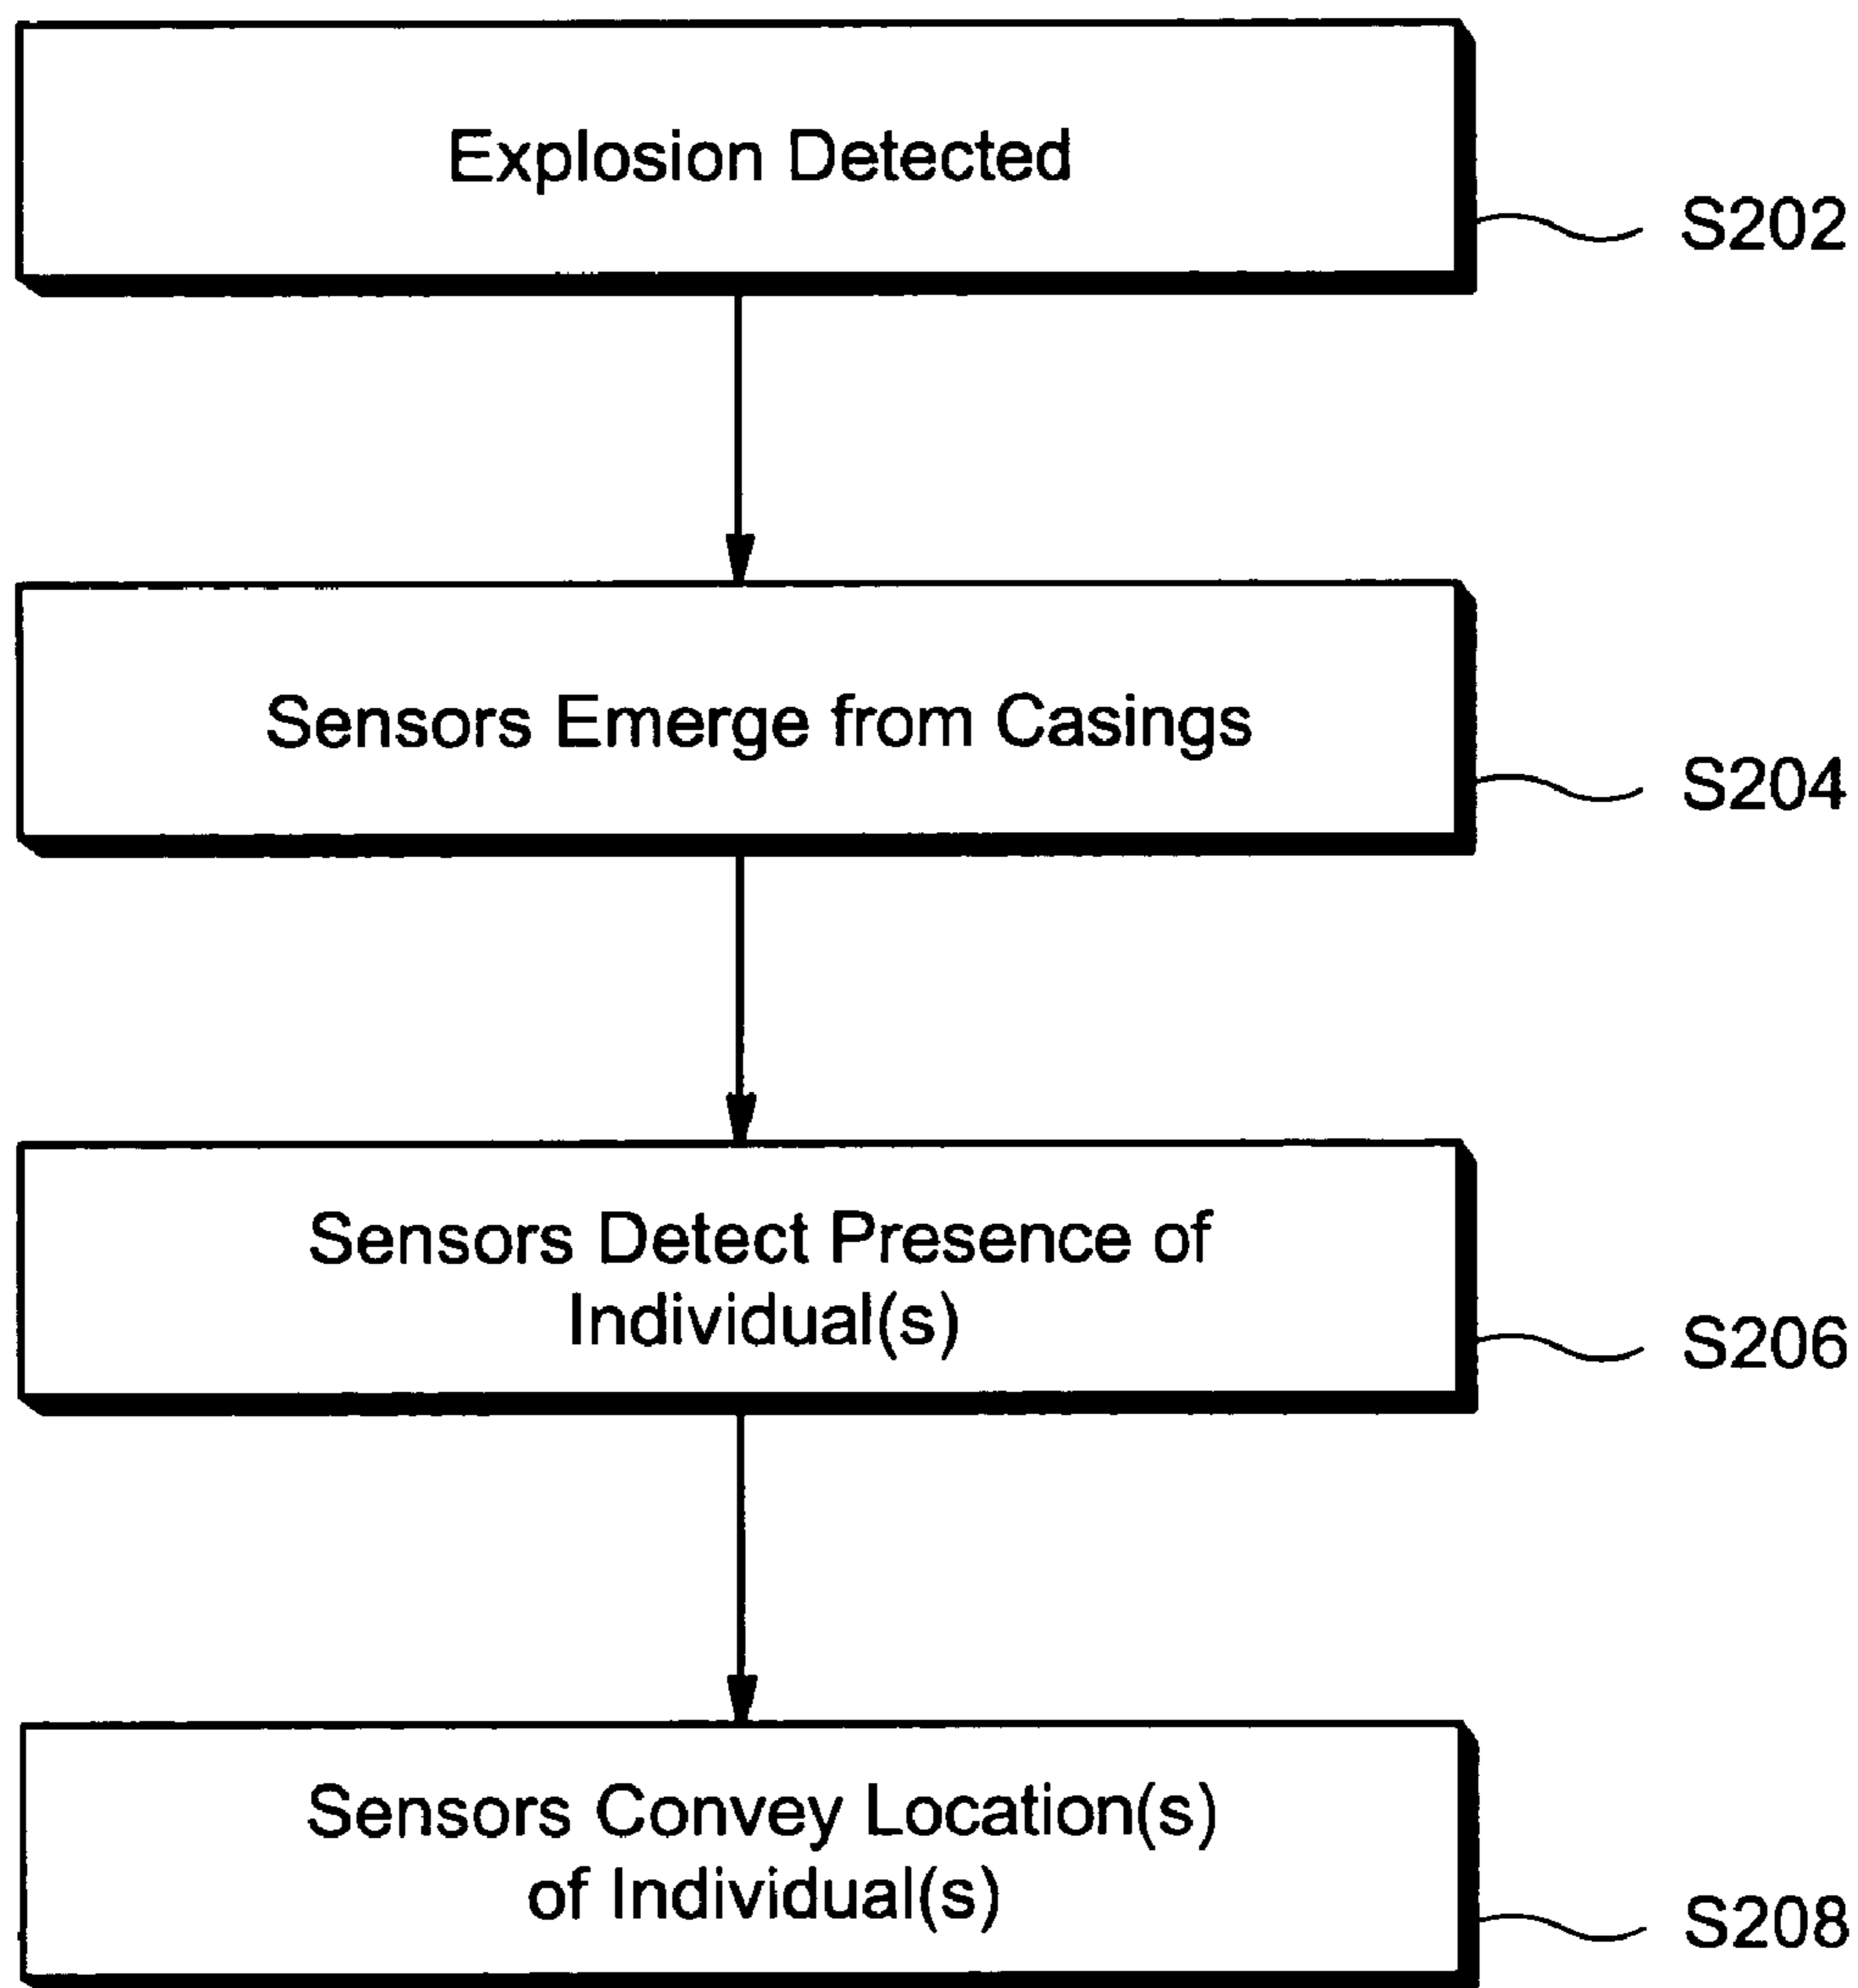 Explosion Detected
S202
Sensors Emerge from Casings
S204
Sensors Detect Presence of
Individual(s)
S206
Sensors Convey Location(s)
of Individual(s)
S208